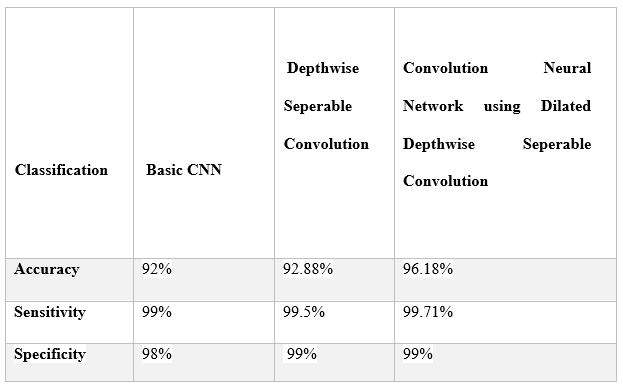 Classification
Basic CNN
Depthwise
Seperable
Convolution
Convolution Neural
Network using Dilated
Depthwise Seperable
Convolution
Accuracy 92% 92.88% 96.18%
Sensitivity 99% 99.5% 99.71%
Specificity 98% 99% 99%